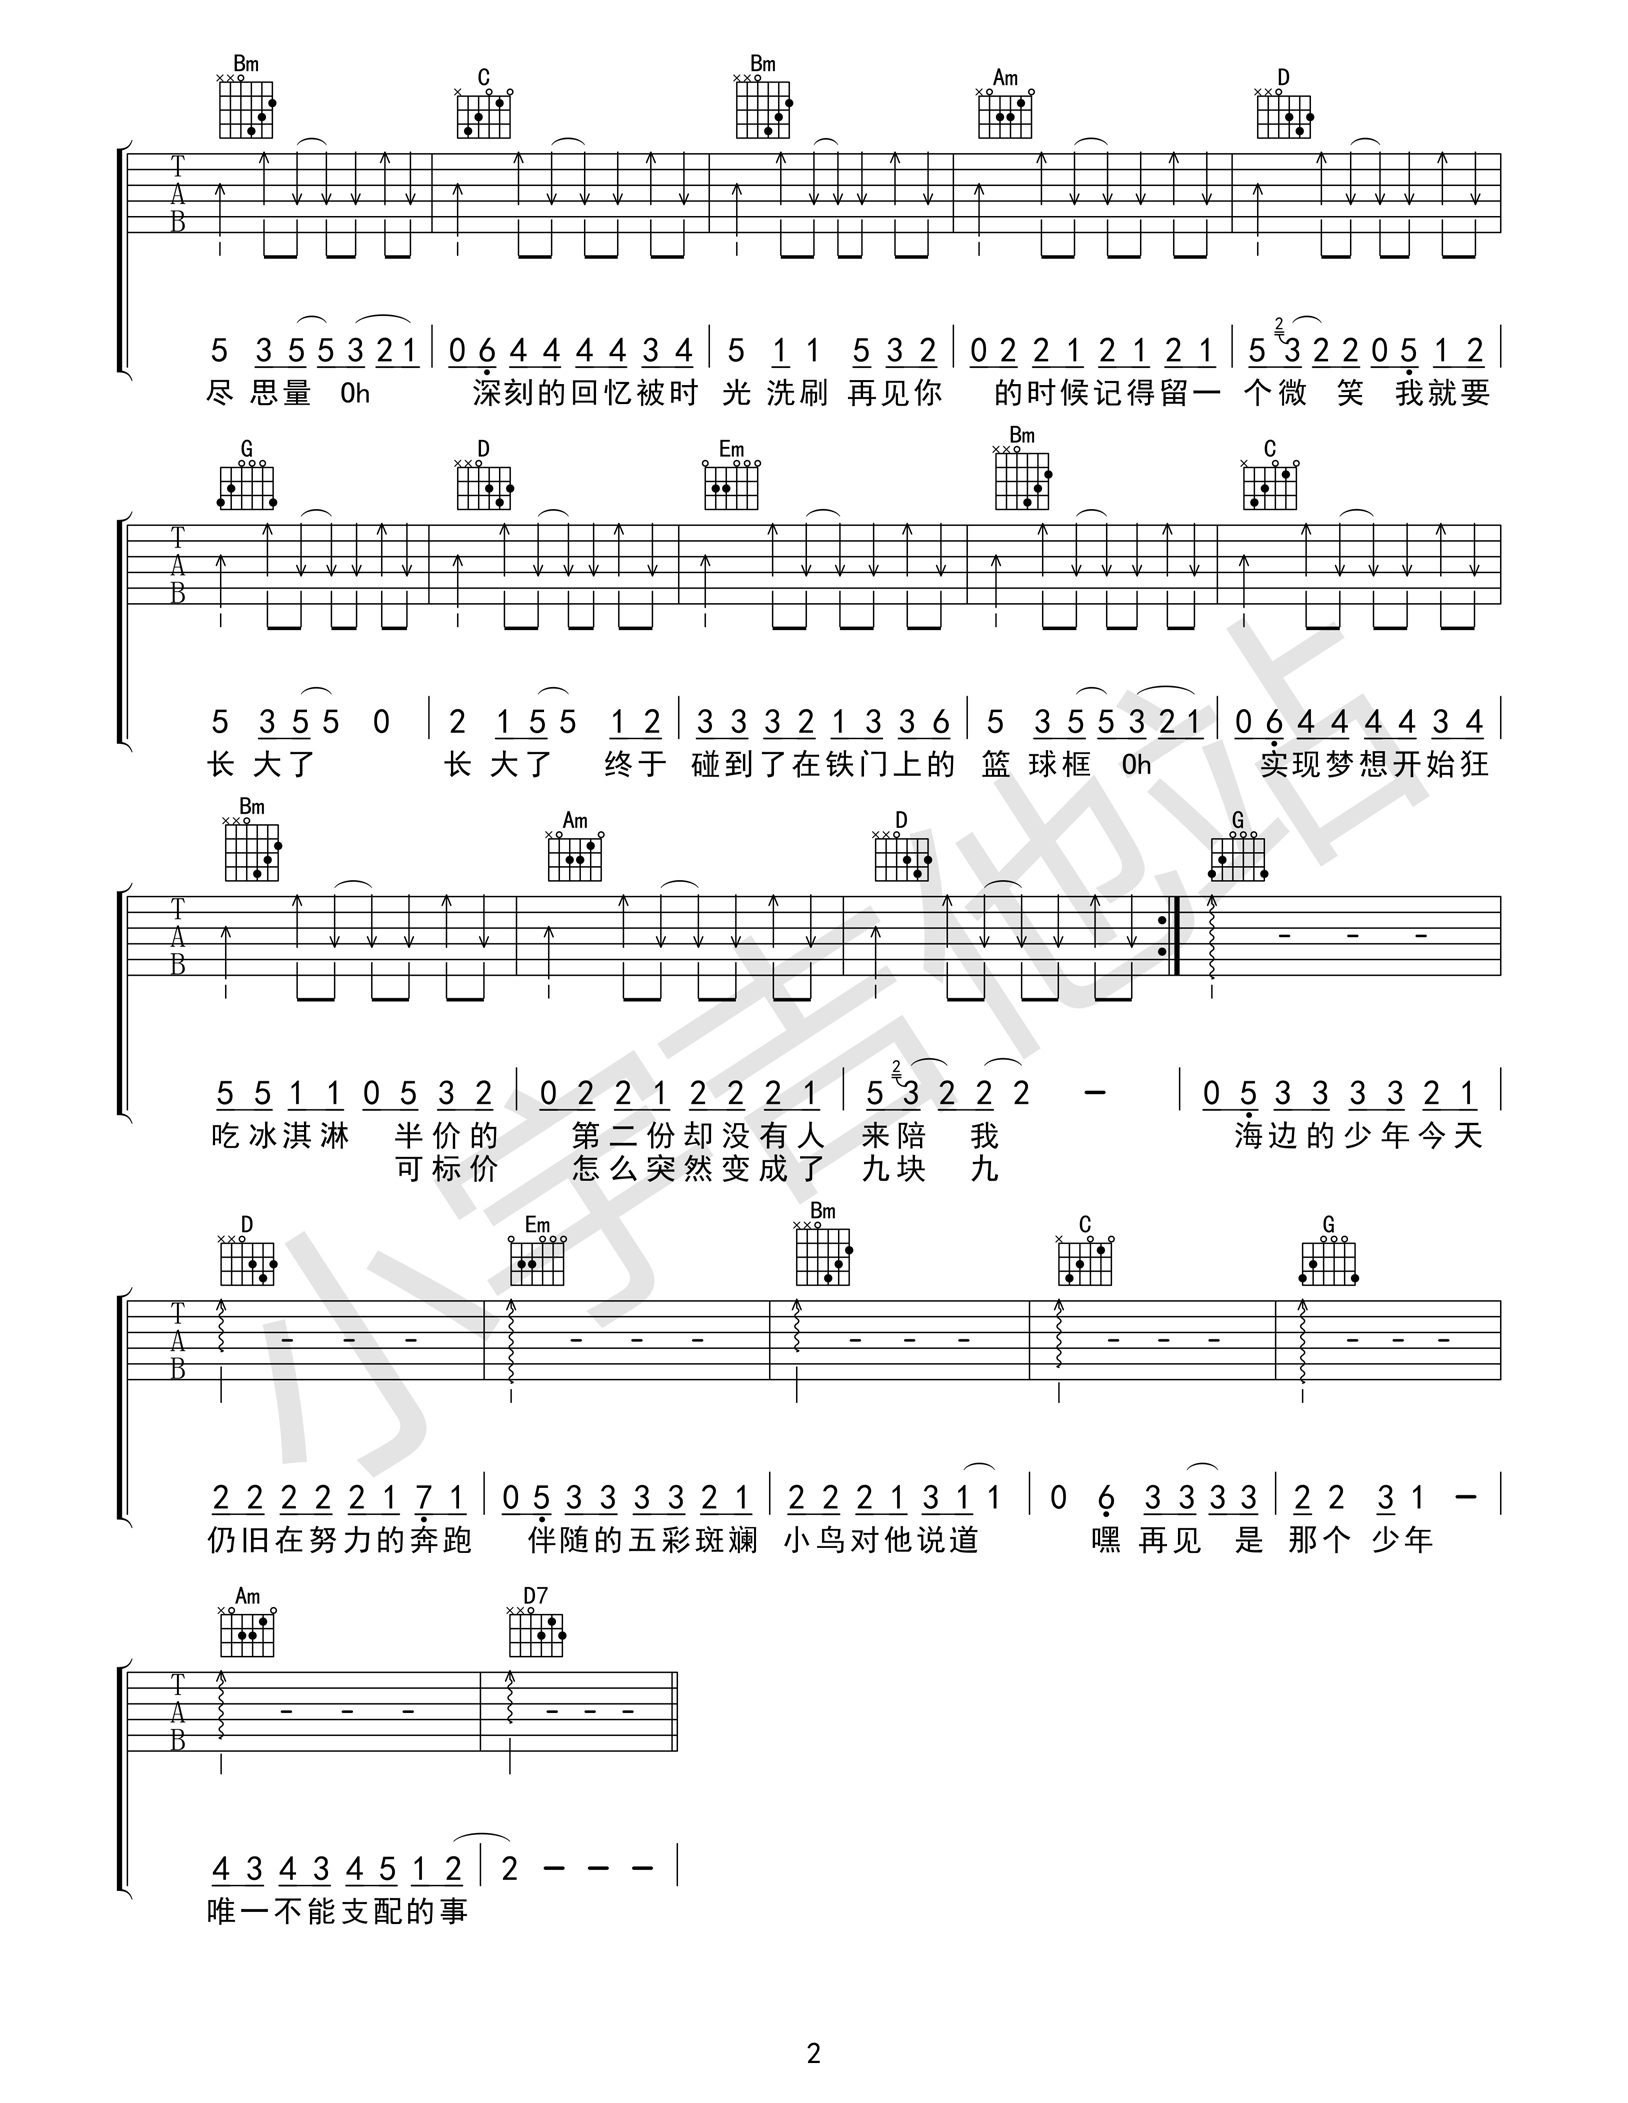 Bm C Bm Am D
T
A
B
5 3 5 5 3 2 1 | 0 6 4 4 4 4 3 4 | 5 1 1 5 3 2 | 0 2 2 1 2 1 2 1 | 5 2 3 2 2 0 5 1 2 |
尽 思量 Oh 深刻的回忆被时 光 洗刷 再见你 的时候记得留一 个微 笑 我就要
G D Em Bm C
T
A
B
5 3 5 5 0 | 2 1 5 5 1 2 | 3 3 3 2 1 3 3 6 | 5 3 5 5 3 2 1 | 0 6 4 4 4 4 3 4 |
长 大了 长 大了 终于 碰到了在铁门上的 篮 球框 Oh 实现梦想开始狂
Bm Am D G
T
A
B
5 5 1 1 0 5 3 2 | 0 2 2 1 2 2 2 1 | 5 2 3 2 2 2 - | 0 5 3 3 3 3 2 1 |
吃冰淇淋 半价的 第二份却没有人 来陪 我 海边的少年今天
可标价 怎么突然变成了 九块 九
D Em Bm C G
T
A
B
2 2 2 2 2 1 7 1 | 0 5 3 3 3 3 2 1 | 2 2 2 1 3 1 1 | 0 6 3 3 3 3 | 2 2 3 1 - |
仍旧在努力的奔跑 伴随的五彩斑斓 小鸟对他说道 嘿 再见 是 那个 少年
Am D7
T
A
B
4 3 4 3 4 5 1 2 | 2 - - - |
唯一不能支配的事
小宇吉他站
2